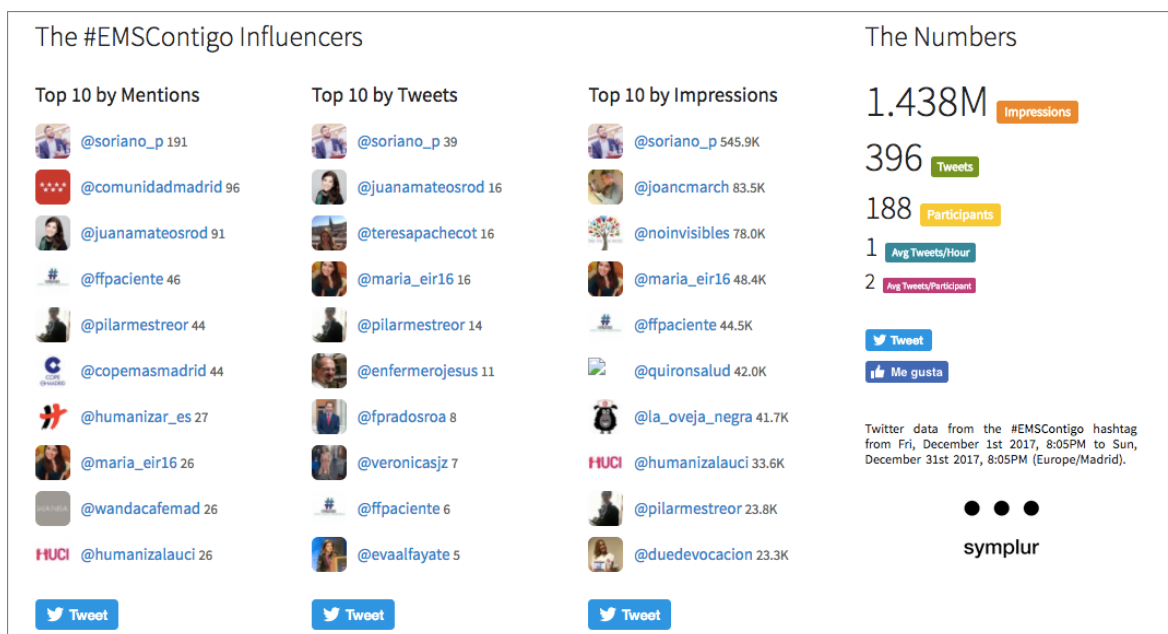 The #EMSContigo Influencers
Top 10 by Mentions
@soriano_p 191
@comunidadmadrid 96
@juanamateosrod 91
@ffpaciente 46
@pilarmestreor 44
@copemasmadrid 44
@humanizar_es 27
@maria_eir16 26
@wandacafemad 26
HUCI @humanizalauci 26
Tweet
Top 10 by Tweets
@soriano_p 39
@juanamateosrod 16
@teresapachecot 16
@maria_eir16 16
@pilarmestreor 14
@enfermerojesus 11
@fpradosroa 8
@veronicasjz 7
@ffpaciente 6
@evaalfayate 5
Tweet
Top 10 by Impressions
@soriano_p 545.9K
@joancmarch 83.5K
@noinvisibles 78.0K
@maria_eir16 48.4K
@ffpaciente 44.5K
@quironsalud 42.0K
@la_oveja_negra 41.7K
HUCI @humanizalauci 33.6K
@pilarmestreor 23.8K
@duedevocacion 23.3K
Tweet
The Numbers
1.438M Impressions
396 Tweets
188 Participants
1 Avg Tweets/Hour
2 Avg Tweets/Participant
Tweet
Me gusta
Twitter data from the #EMSContigo hashtag
from Fri, December 1st 2017, 8:05PM to Sun,
December 31st 2017, 8:05PM (Europe/Madrid).
symplur